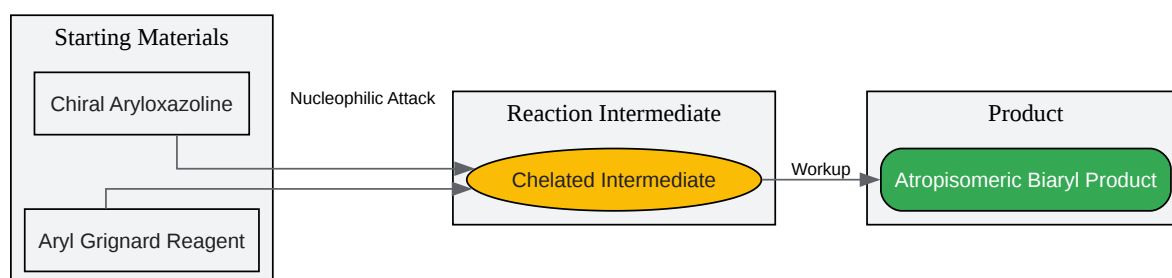 Starting Materials
Chiral Aryloxazoline
Aryl Grignard Reagent
Nucleophilic Attack
Reaction Intermediate
Chelated Intermediate
Workup
Product
Atropisomeric Biaryl Product